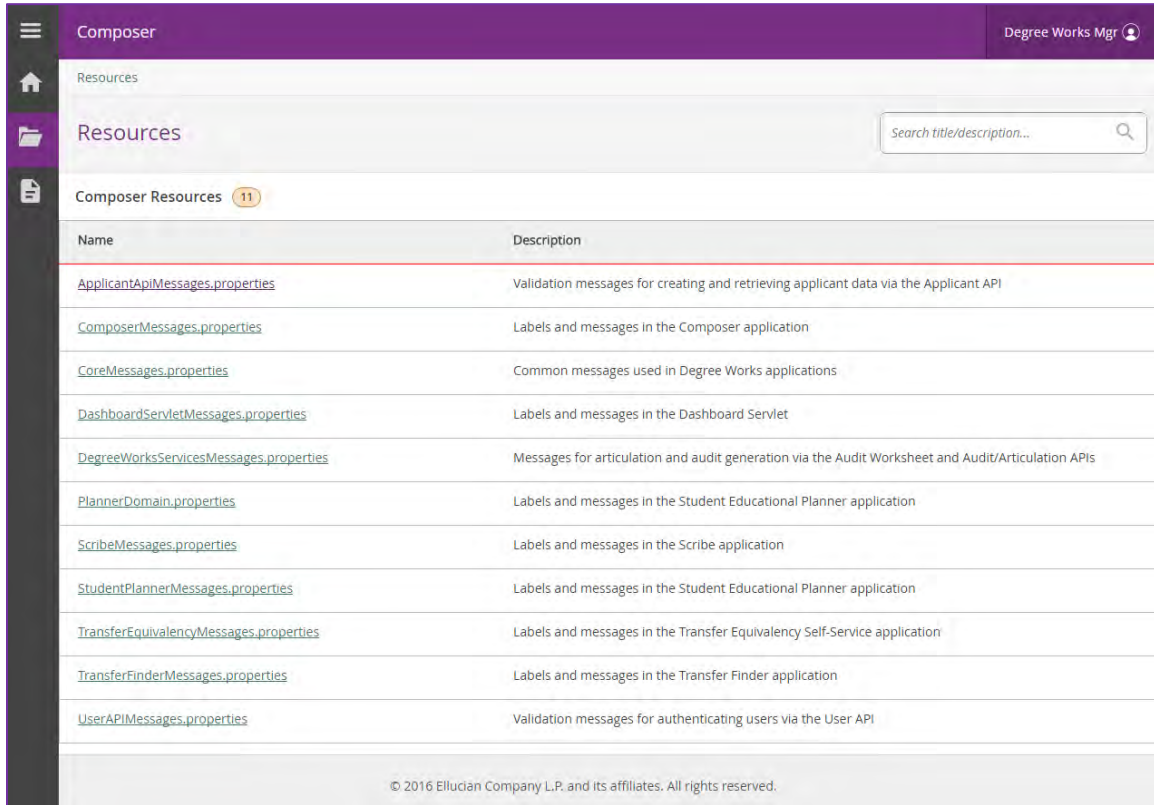 Composer
Degree Works Mgr
Resources
Resources
Search title/description...
Composer Resources 11
Name Description
ApplicantApiMessages.properties Validation messages for creating and retrieving applicant data via the Applicant API
ComposerMessages.properties Labels and messages in the Composer application
CoreMessages.properties Common messages used in Degree Works applications
DashboardServletMessages.properties Labels and messages in the Dashboard Servlet
DegreeWorksServicesMessages.properties Messages for articulation and audit generation via the Audit Worksheet and Audit/Articulation APIs
PlannerDomain.properties Labels and messages in the Student Educational Planner application
ScribeMessages.properties Labels and messages in the Scribe application
StudentPlannerMessages.properties Labels and messages in the Student Educational Planner application
TransferEquivalencyMessages.properties Labels and messages in the Transfer Equivalency Self-Service application
TransferFinderMessages.properties Labels and messages in the Transfer Finder application
UserAPIMessages.properties Validation messages for authenticating users via the User API
© 2016 Ellucian Company L.P. and its affiliates. All rights reserved.